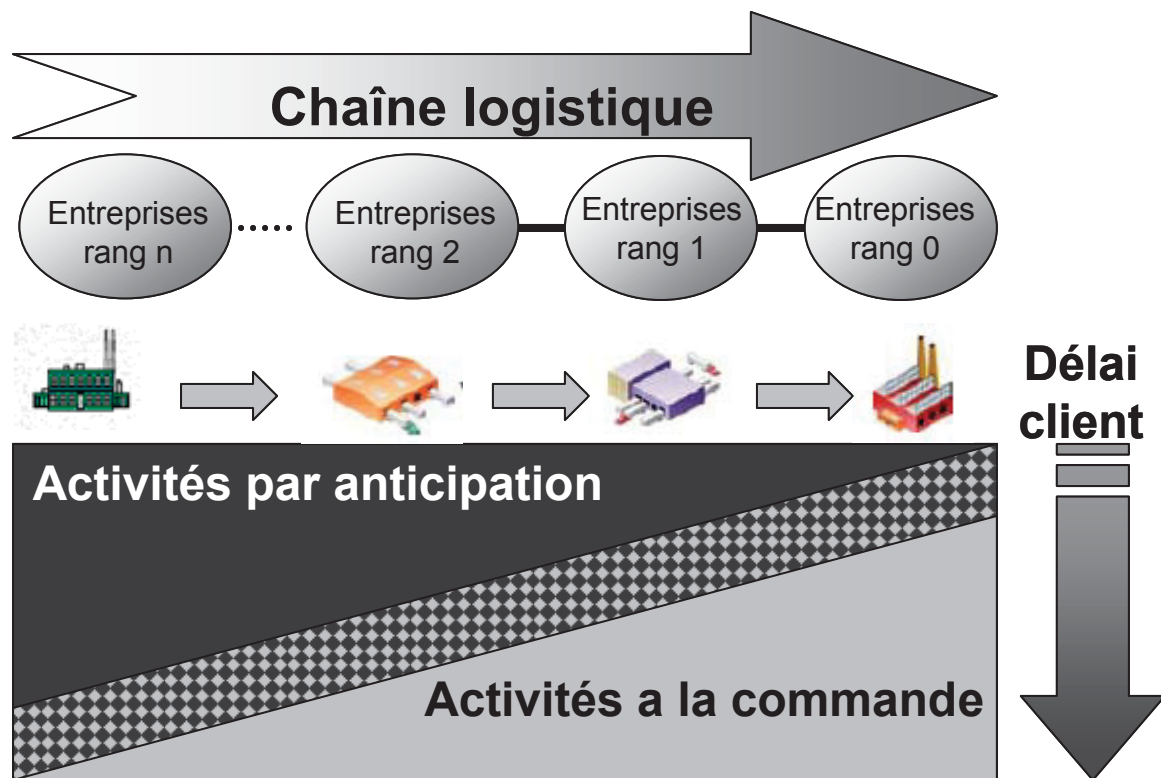 Chaîne logistique
Entreprises
rang n
Entreprises
rang 2
Entreprises
rang 1
Entreprises
rang 0
Délai
client
Activités par anticipation
Activités a la commande